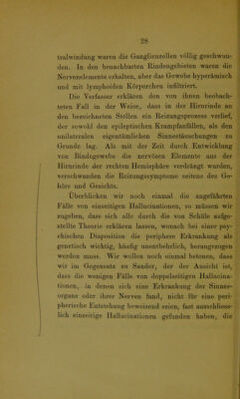 28
tralwindung waren die Ganglienzellen völlig geschwun-
den. In den benachbarten Rindengebieten waren die
Nervenelemente erhalten, aber das Gewebe hyperämisch
und mit lymphoiden Körperchen infiltriert.
Die Verfasser erklären den von ihnen beobach-
teten Fall in der Weise, dass in der Hirnrinde an
den bezeichneten Stellen ein Reizungsprozess verlief,
der sowohl den epileptischen Krampfanfällen, als den
unilateralen eigentümlichen Sinnestäuschungen zu
Grunde lag. Als mit der Zeit durch Entwicklung
von Bindegewebe die nervösen Elemente aus der
Hirnrinde der rechten Hemisphäre verdrängt wurden,
verschwanden die Reizungssymptome seitens des Ge-
hörs und Gesichts.
Überblicken wir noch einmal die angeführten
Fälle von einseitigen Hallucinationen, so müssen wir
zugeben, dass sich alle durch die von Schüle aufge-
stellte Theorie erklären lassen, wonach bei einer psy-
chischen Disposition die periphere Erkrankung als
genetisch wichtig, häufig unentbehrlich, herangezogen
werden muss. Wir wollen noch einmal betonen, dass
wir im Gegensatz zu Sander, der der Ansicht ist,
dass die wenigen Fälle von doppelseitigen Hallucina-
tionen, in denen sich eine Erkrankung der Sinnes-
organe oder ihrer Nerven fand, nicht für eine peri-
phere Entstehung beweisend seien, fast ausschliess-
lich einseitige Hallucinationen gefunden haben, die